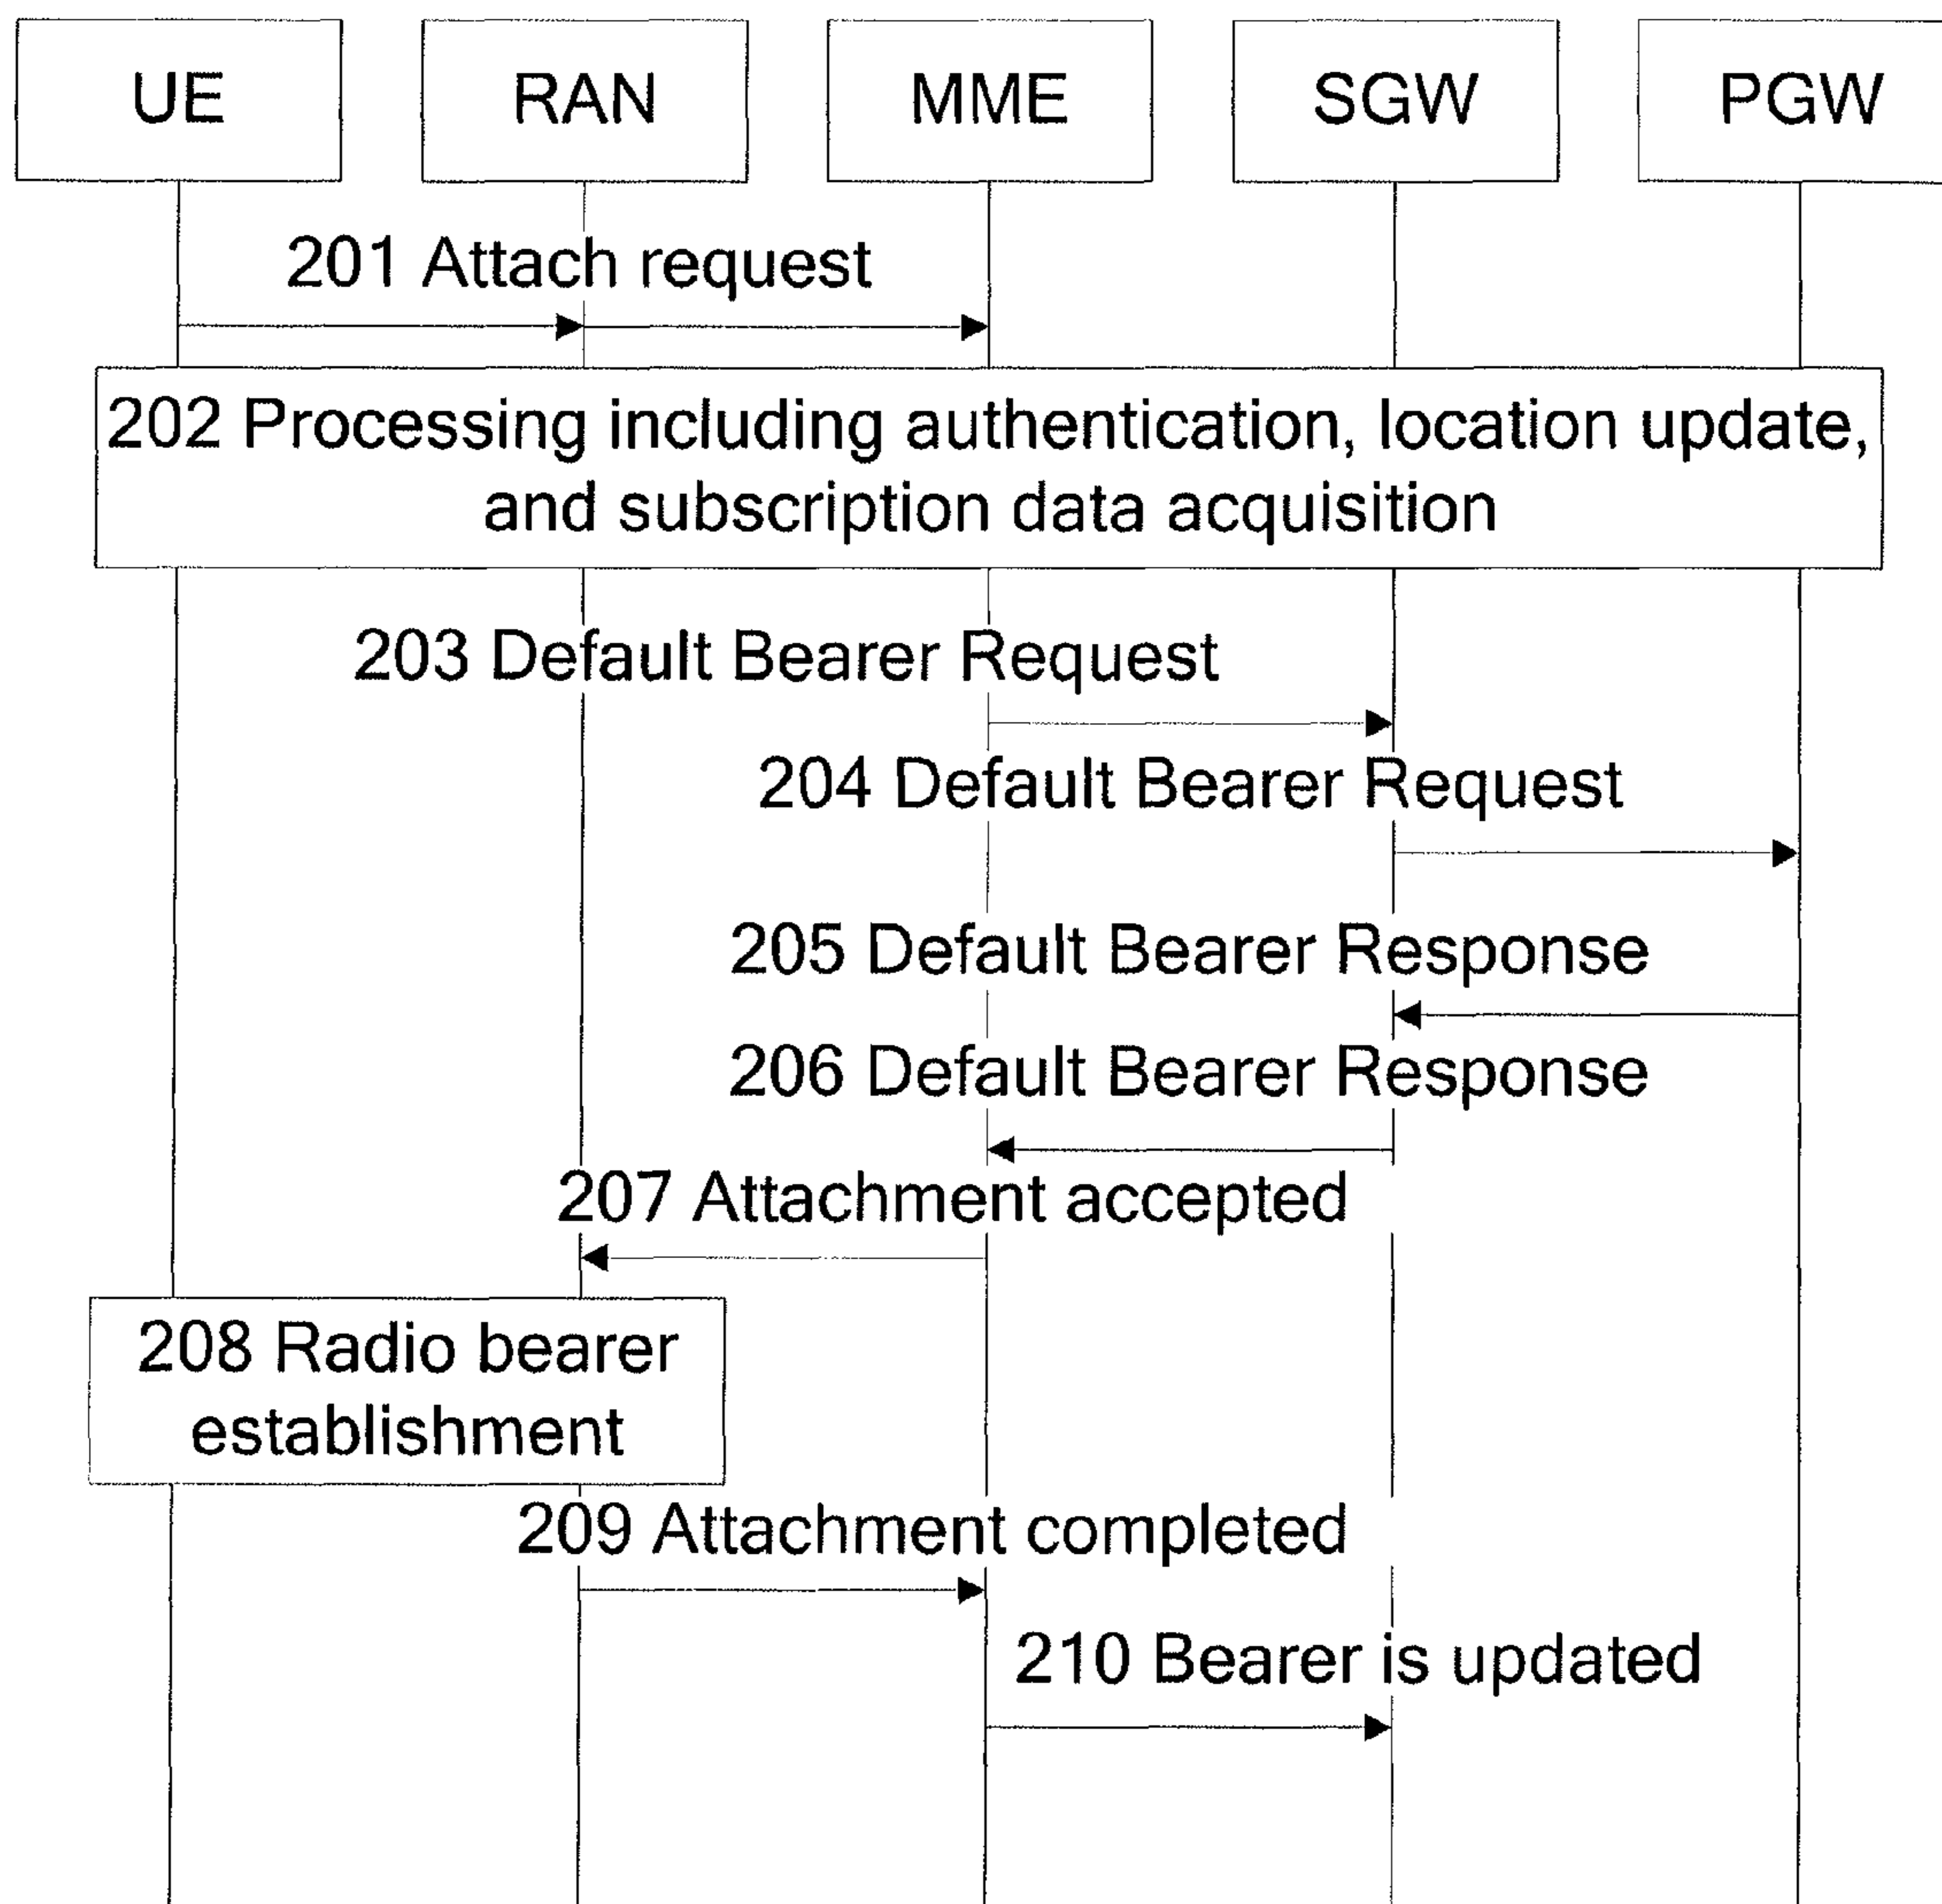 UE
RAN
MME
SGW
PGW
201 Attach request
202 Processing including authentication, location update,
and subscription data acquisition
203 Default Bearer Request
204 Default Bearer Request
205 Default Bearer Response
206 Default Bearer Response
207 Attachment accepted
208 Radio bearer
establishment
209 Attachment completed
210 Bearer is updated